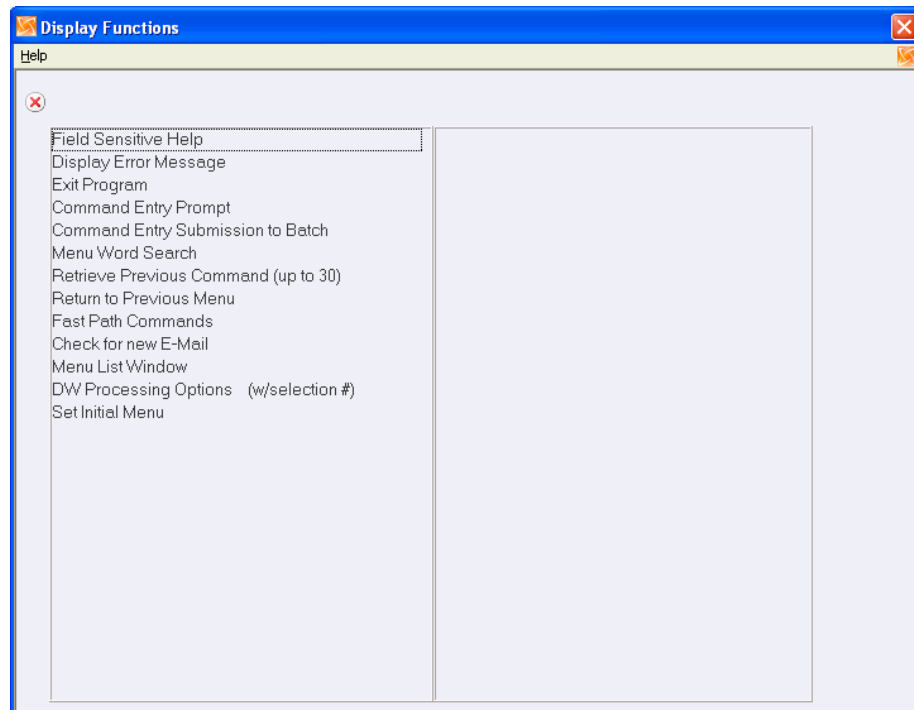 Display Functions
Help
Field Sensitive Help
Display Error Message
Exit Program
Command Entry Prompt
Command Entry Submission to Batch
Menu Word Search
Retrieve Previous Command (up to 30)
Return to Previous Menu
Fast Path Commands
Check for new E-Mail
Menu List Window
DW Processing Options (w/selection #)
Set Initial Menu